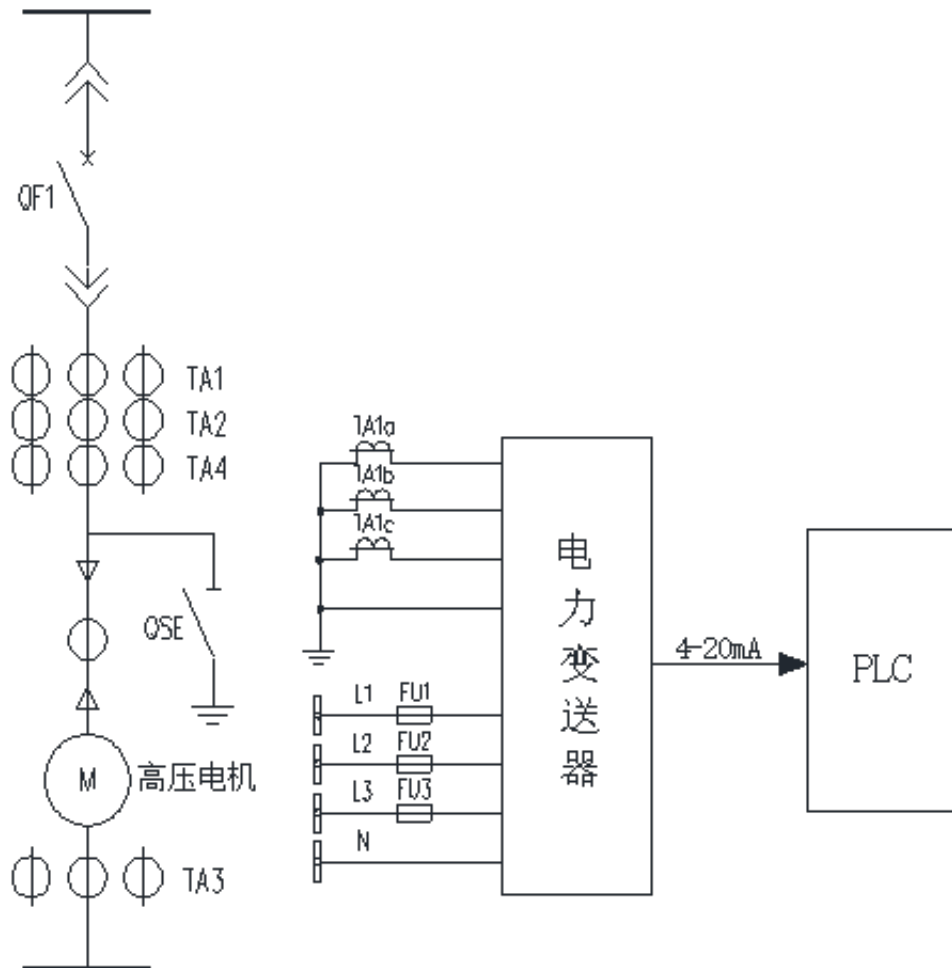 QF1
TA1
TA2
TA4
QSE
M
高压电机
TA3
TA1a
TA1b
TA1c
L1 FU1
L2 FU2
L3 FU3
N
电
力
变
送
器
4-20mA
PLC